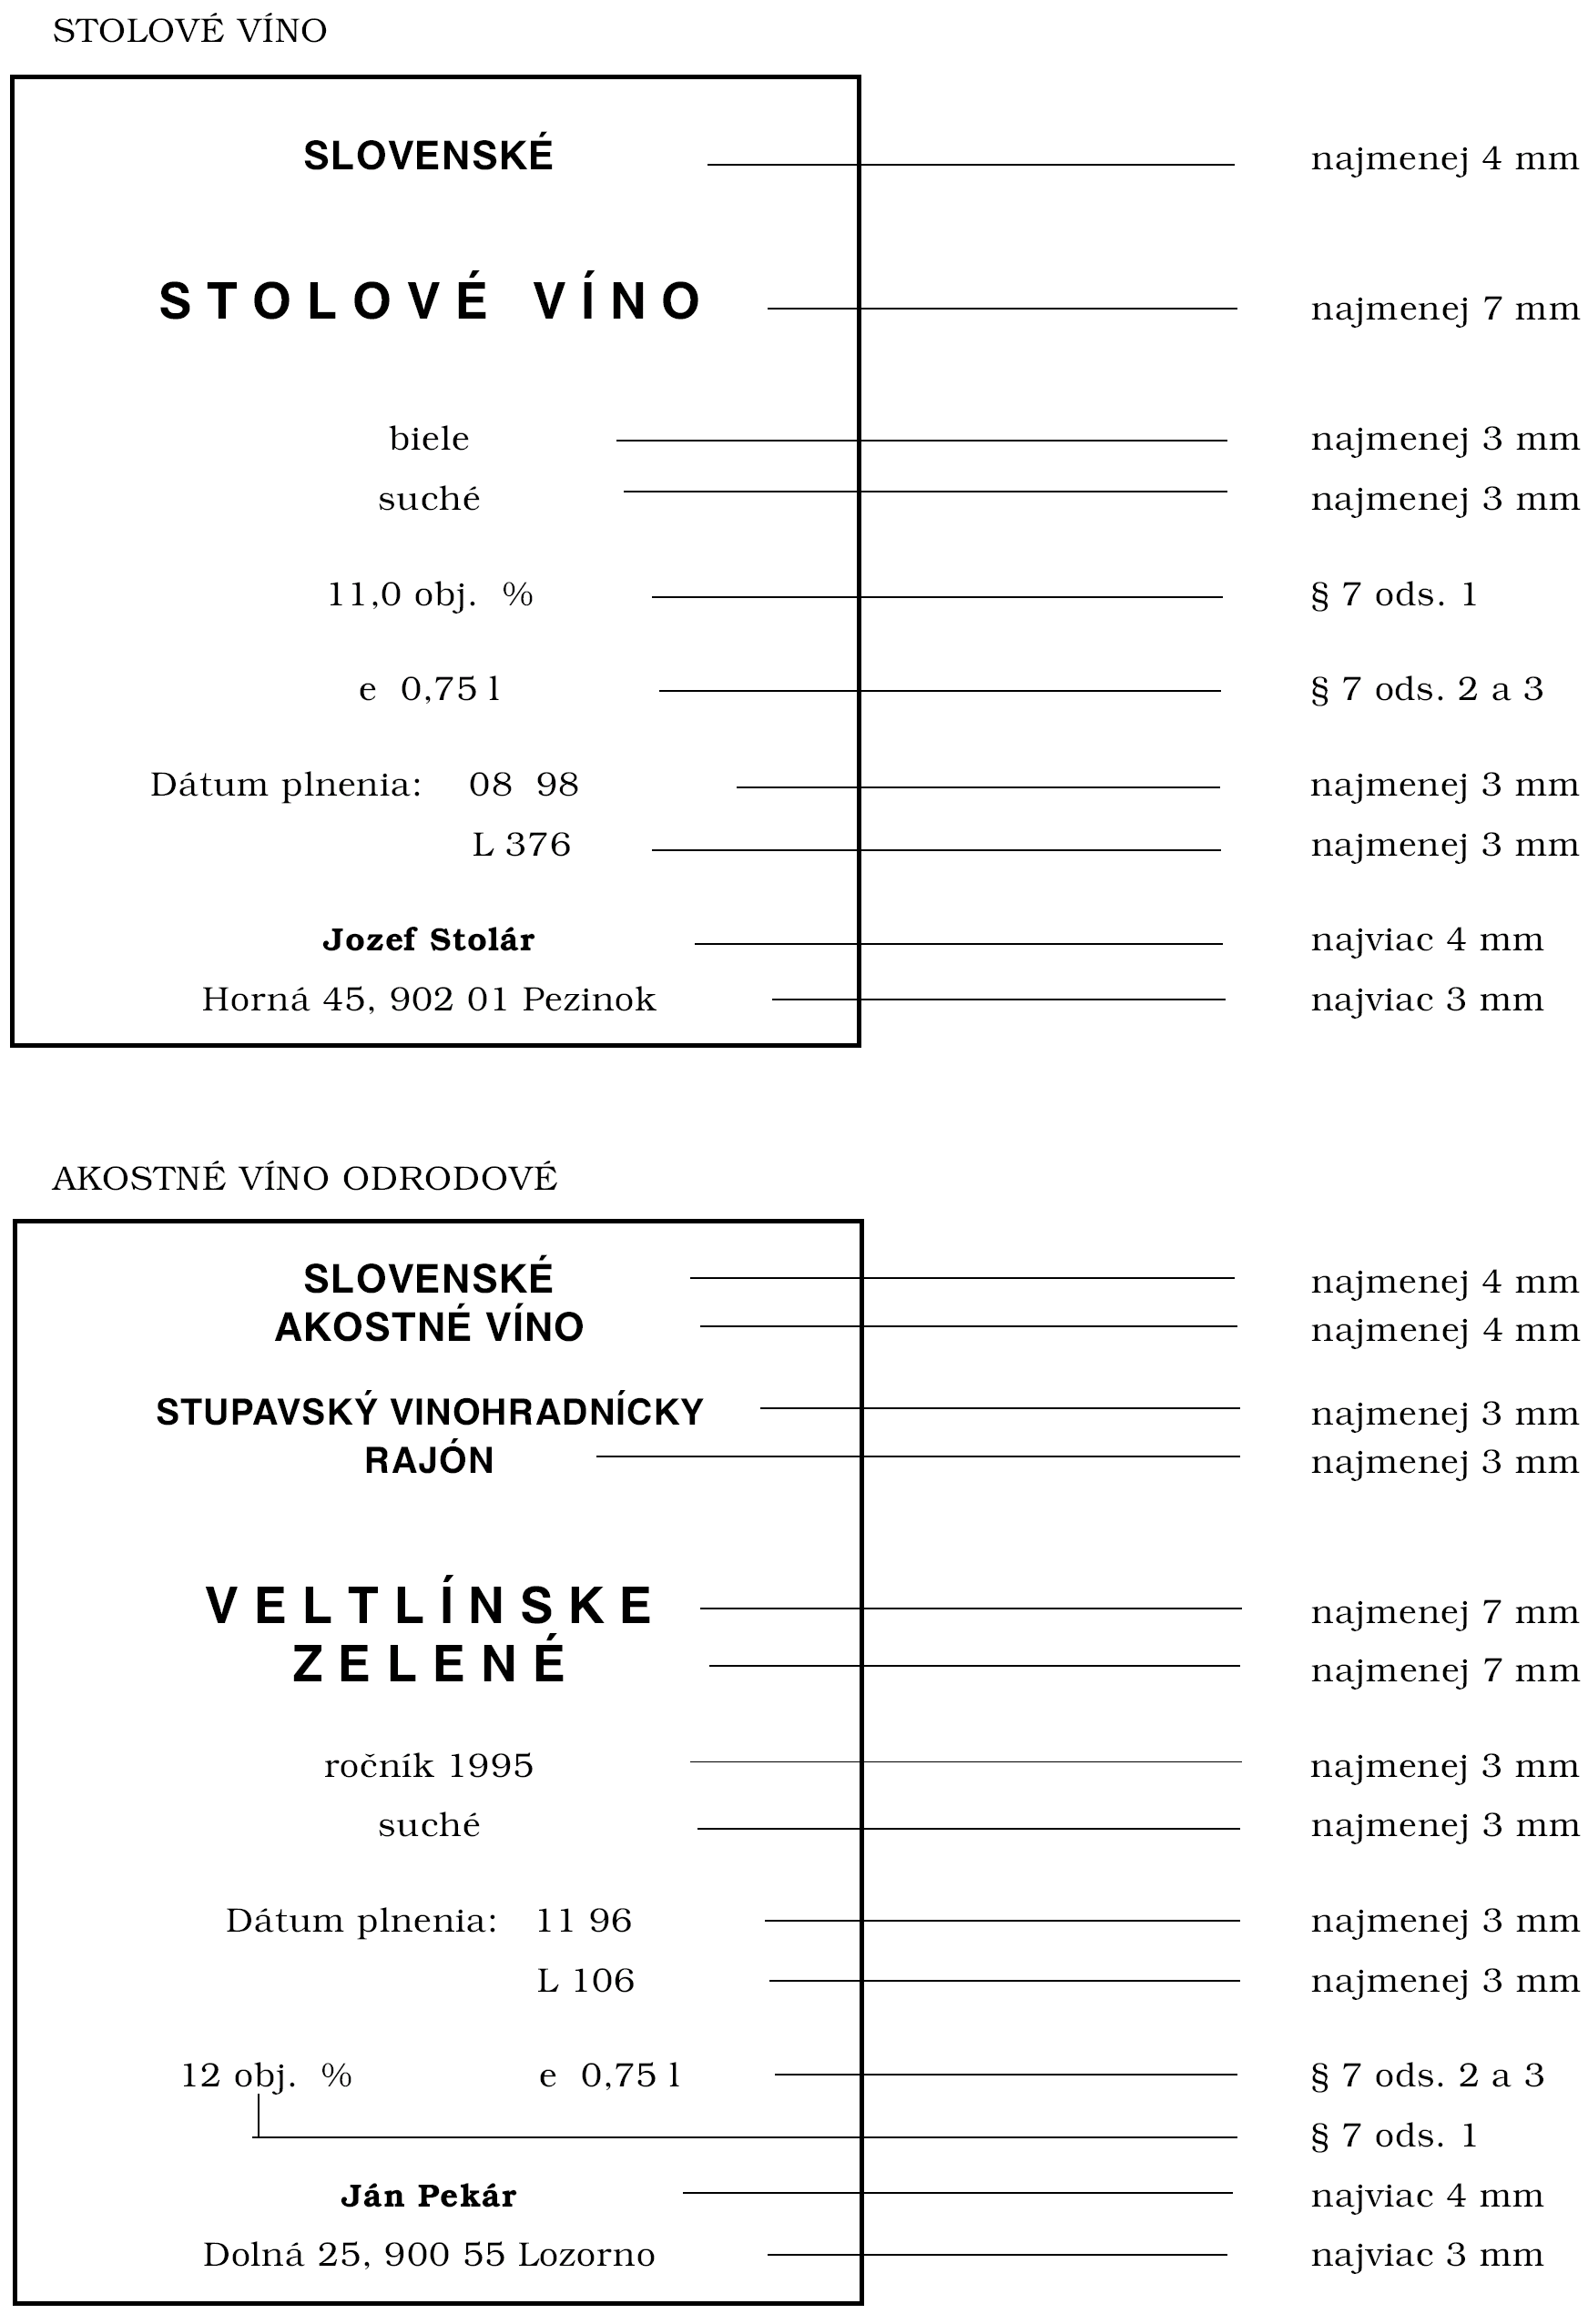 STOLOVÉ VÍNO
SLOVENSKÉ najmenej 4 mm
STOLOVÉ VÍNO najmenej 7 mm
biele najmenej 3 mm
suché najmenej 3 mm
11,0 obj. % § 7 ods. 1
e 0,75 l § 7 ods. 2 a 3
Dátum plnenia: 08 98 najmenej 3 mm
L 376 najmenej 3 mm
Jozef Stolár najviac 4 mm
Horná 45, 902 01 Pezinok najviac 3 mm
AKOSTNÉ VÍNO ODRODOVÉ
SLOVENSKÉ najmenej 4 mm
AKOSTNÉ VÍNO najmenej 4 mm
STUPAVSKÝ VINOHRADNÍCKY najmenej 3 mm
RAJÓN najmenej 3 mm
VELTLÍNSKE najmenej 7 mm
ZELENÉ najmenej 7 mm
ročník 1995 najmenej 3 mm
suché najmenej 3 mm
Dátum plnenia: 11 96 najmenej 3 mm
L 106 najmenej 3 mm
12 obj. % e 0,75 l § 7 ods. 2 a 3
§ 7 ods. 1
Ján Pekár najviac 4 mm
Dolná 25, 900 55 Lozorno najviac 3 mm